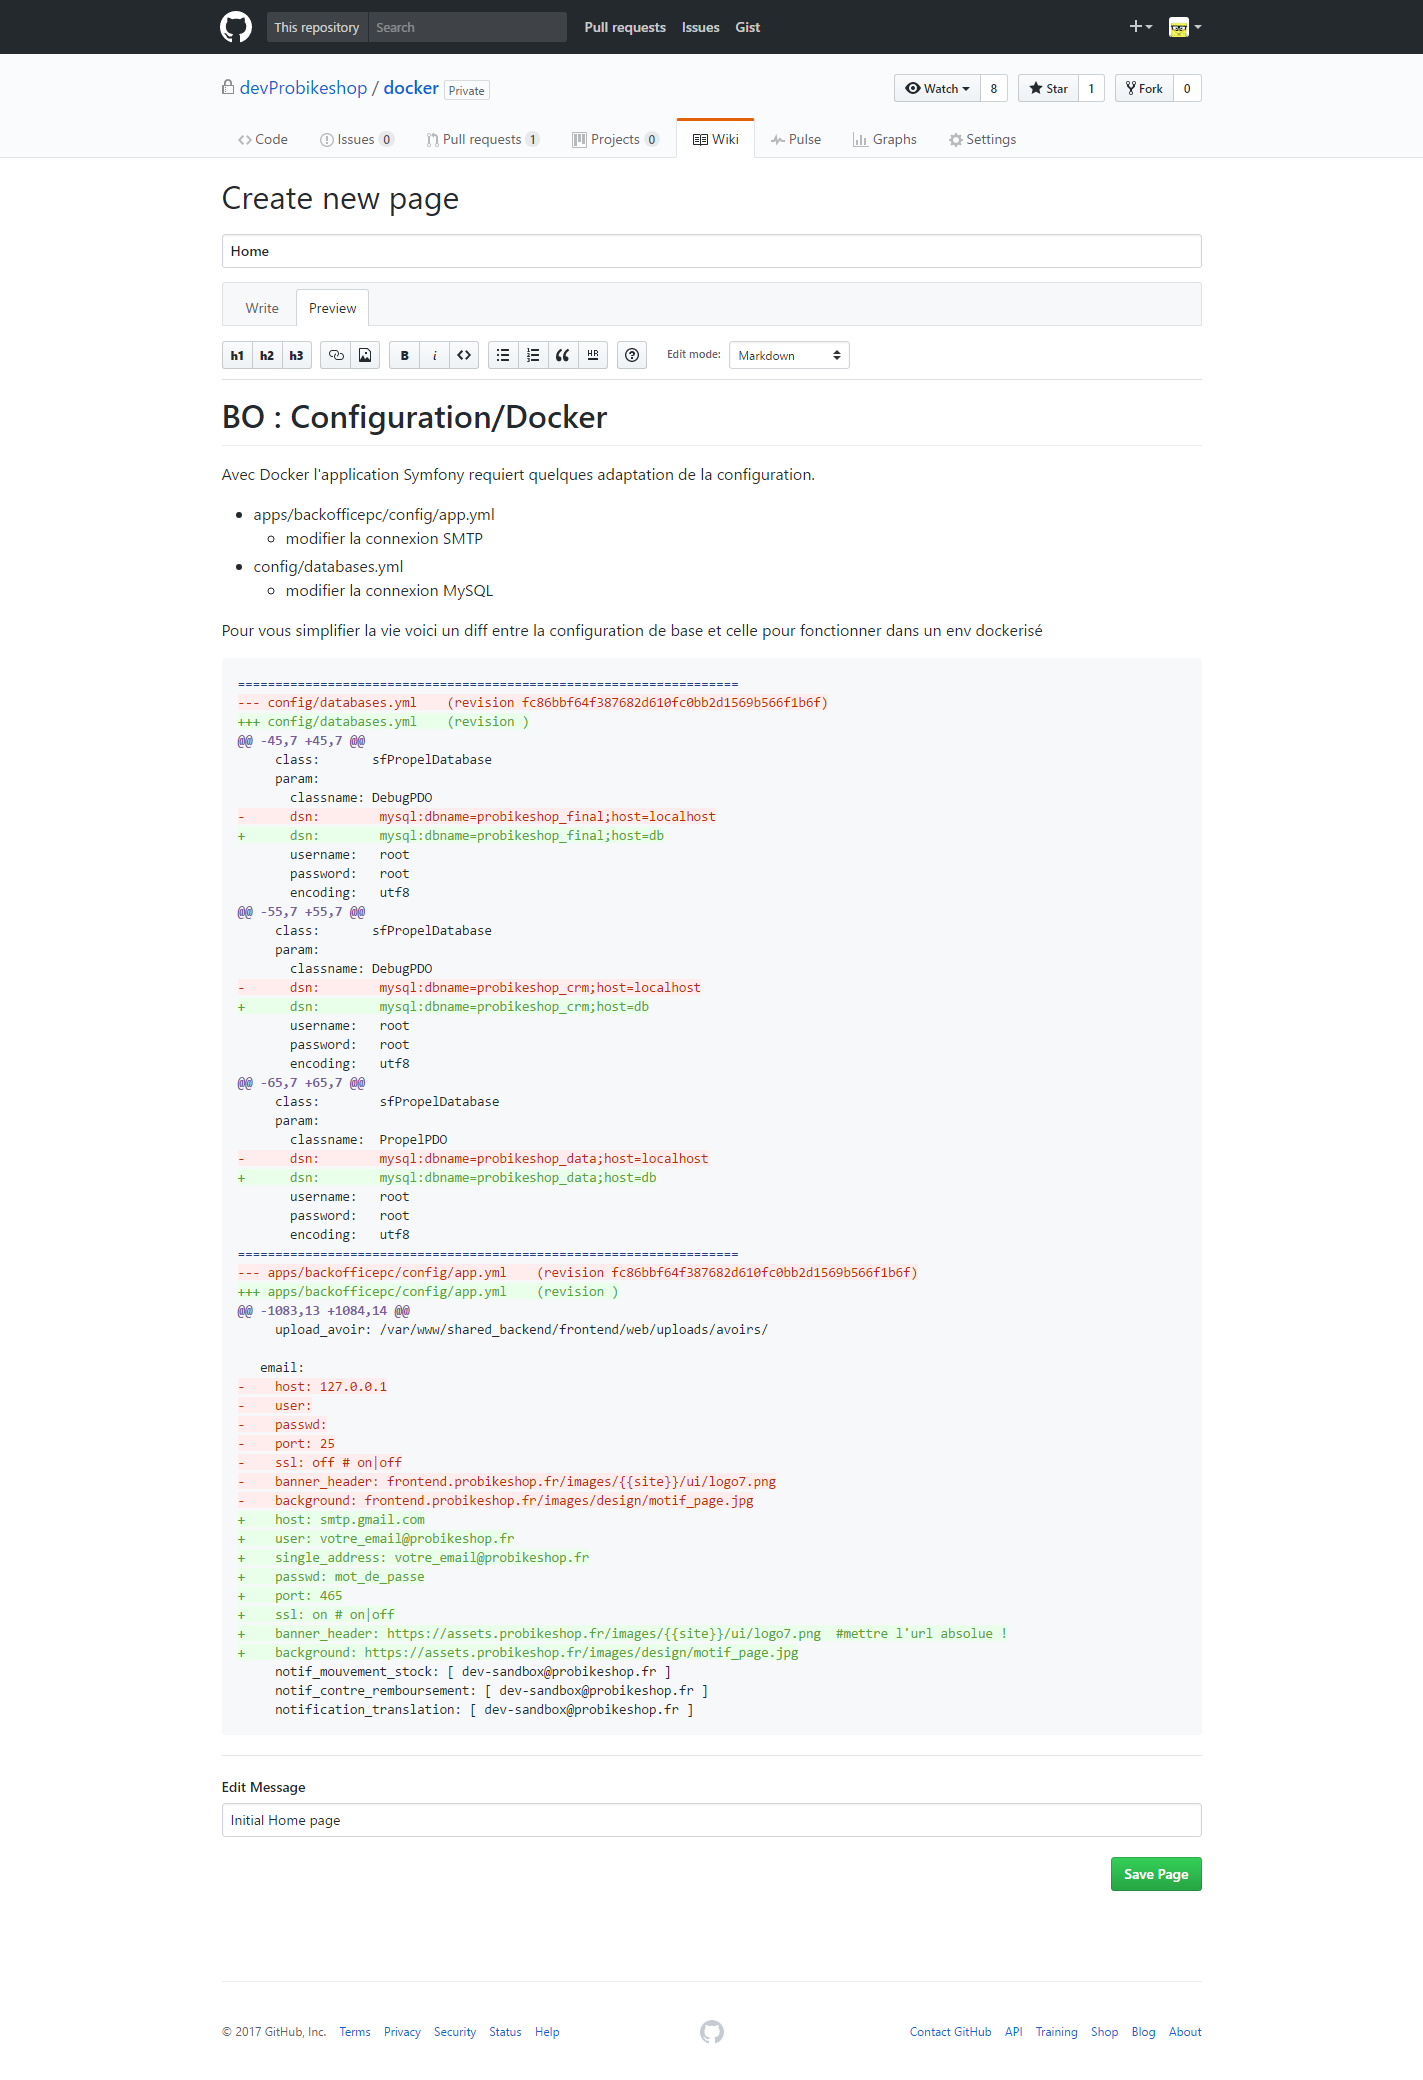 This repository Search Pull requests Issues Gist
devProbikeshop / docker Private Watch 8 Star 1 Fork 0
Code Issues 0 Pull requests 1 Projects 0 Wiki Pulse Graphs Settings
Create new page
Home
Write Preview
h1 h2 h3 B i <> HR Edit mode: Markdown
BO : Configuration/Docker
Avec Docker l'application Symfony requiert quelques adaptation de la configuration.
• apps/backofficepc/config/app.yml
◦ modifier la connexion SMTP
• config/databases.yml
◦ modifier la connexion MySQL
Pour vous simplifier la vie voici un diff entre la configuration de base et celle pour fonctionner dans un env dockerisé
===================================================================
--- config/databases.yml    (revision fc86bbf64f387682d610fc0bb2d1569b566f1b6f)
+++ config/databases.yml    (revision )
@@ -45,7 +45,7 @@
     class:       sfPropelDatabase
     param:
       classname: DebugPDO
-      dsn:        mysql:dbname=probikeshop_final;host=localhost
+      dsn:        mysql:dbname=probikeshop_final;host=db
       username:   root
       password:   root
       encoding:   utf8
@@ -55,7 +55,7 @@
     class:       sfPropelDatabase
     param:
       classname: DebugPDO
-      dsn:        mysql:dbname=probikeshop_crm;host=localhost
+      dsn:        mysql:dbname=probikeshop_crm;host=db
       username:   root
       password:   root
       encoding:   utf8
@@ -65,7 +65,7 @@
     class:        sfPropelDatabase
     param:
       classname:  PropelPDO
-      dsn:        mysql:dbname=probikeshop_data;host=localhost
+      dsn:        mysql:dbname=probikeshop_data;host=db
       username:   root
       password:   root
       encoding:   utf8
===================================================================
--- apps/backofficepc/config/app.yml    (revision fc86bbf64f387682d610fc0bb2d1569b566f1b6f)
+++ apps/backofficepc/config/app.yml    (revision )
@@ -1083,13 +1084,14 @@
     upload_avoir: /var/www/shared_backend/frontend/web/uploads/avoirs/
   email:
-    host: 127.0.0.1
-    user:
-    passwd:
-    port: 25
-    ssl: off # on|off
-    banner_header: frontend.probikeshop.fr/images/{{site}}/ui/logo7.png
-    background: frontend.probikeshop.fr/images/design/motif_page.jpg
+    host: smtp.gmail.com
+    user: votre_email@probikeshop.fr
+    single_address: votre_email@probikeshop.fr
+    passwd: mot_de_passe
+    port: 465
+    ssl: on # on|off
+    banner_header: https://assets.probikeshop.fr/images/{{site}}/ui/logo7.png  #mettre l'url absolue !
+    background: https://assets.probikeshop.fr/images/design/motif_page.jpg
     notif_mouvement_stock: [ dev-sandbox@probikeshop.fr ]
     notif_contre_remboursement: [ dev-sandbox@probikeshop.fr ]
     notification_translation: [ dev-sandbox@probikeshop.fr ]
Edit Message
Initial Home page
Save Page
© 2017 GitHub, Inc. Terms Privacy Security Status Help Contact GitHub API Training Shop Blog About